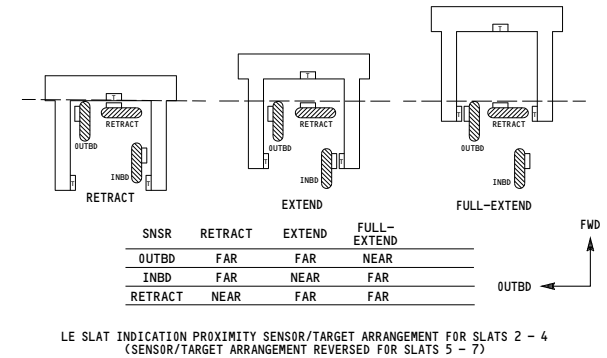 T
T
T
RETRACT
RETRACT
RETRACT
OUTBD
OUTBD
OUTBD
T
T
INBD
T
T
INBD
T
T
INBD
RETRACT
EXTEND
FULL-EXTEND
SNSR RETRACT EXTEND FULL-
EXTEND
OUTBD FAR FAR NEAR
INBD FAR NEAR FAR
RETRACT NEAR FAR FAR
FWD
OUTBD
LE SLAT INDICATION PROXIMITY SENSOR/TARGET ARRANGEMENT FOR SLATS 2 – 4
(SENSOR/TARGET ARRANGEMENT REVERSED FOR SLATS 5 – 7)